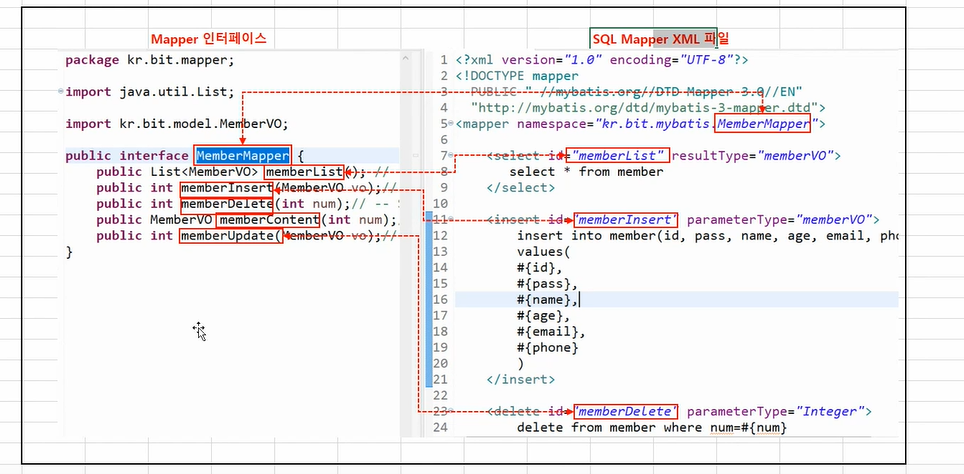 Mapper 인터페이스
package kr.bit.mapper;
import java.util.List;
import kr.bit.model.MemberVO;
public interface MemberMapper {
public List<MemberVO> memberList(); //
public int memberInsert(MemberVO vo);//
public int memberDelete(int num);// --
public MemberVO memberContent(int num);
public int memberUpdate(MemberVO vo);//
}
SQL Mapper XML 파일
1 <?xml version="1.0" encoding="UTF-8"?>
2 <!DOCTYPE mapper
3 PUBLIC "-//mybatis.org//DTD Mapper 3.0//EN"
4 "http://mybatis.org/dtd/mybatis-3-mapper.dtd">
5 <mapper namespace="kr.bit.mybatis.MemberMapper">
6
7 <select id="memberList" resultType="memberVO">
8 select * from member
9 </select>
10
11 <insert id="memberInsert" parameterType="memberVO">
12 insert into member(id, pass, name, age, email, pho
13 values(
14 #{id},
15 #{pass},
16 #{name},
17 #{age},
18 #{email},
19 #{phone}
20 )
21 </insert>
22
23 <delete id="memberDelete" parameterType="Integer">
24 delete from member where num=#{num}